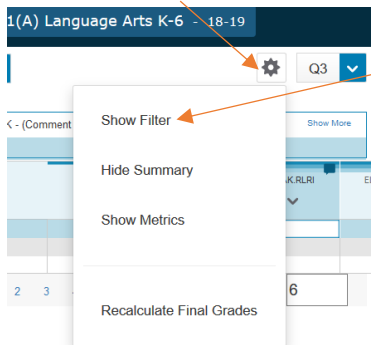 1(A) Language Arts K-6 - 18-19
Q3
Show Filter
K - (Comment
Show More
Hide Summary
K.RLRI
Show Metrics
2 3
6
Recalculate Final Grades